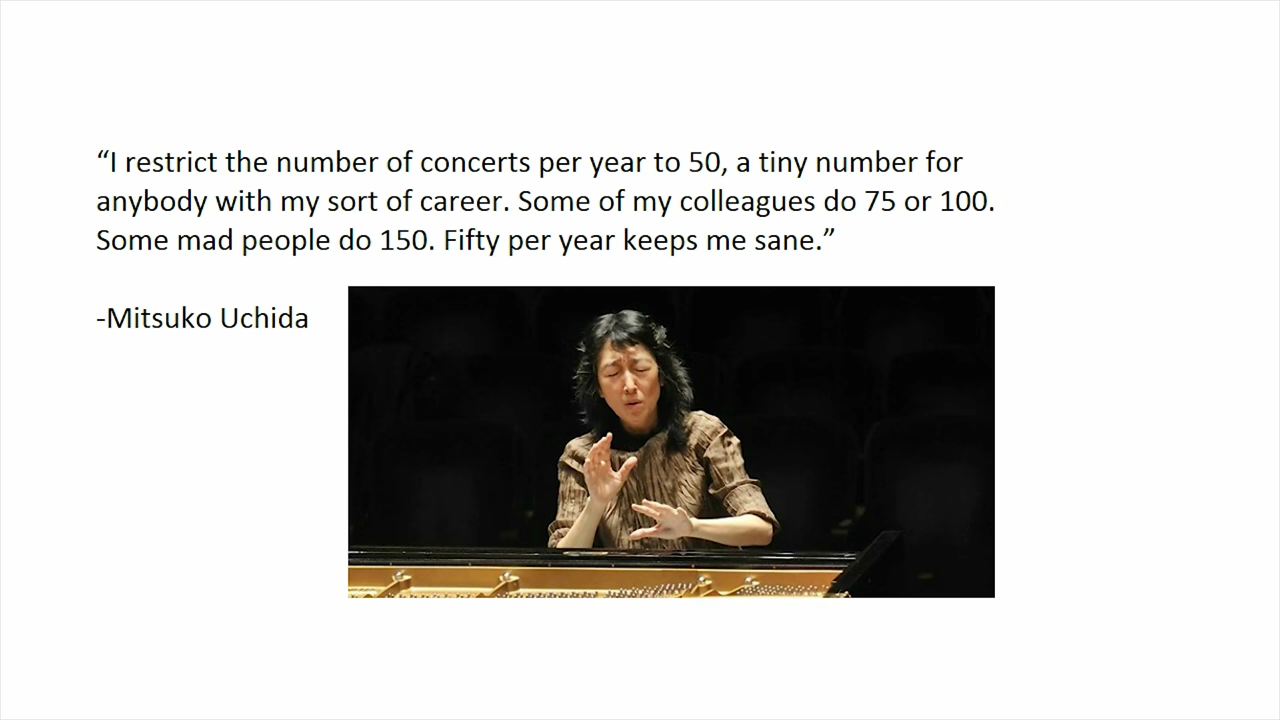 “I restrict the number of concerts per year to 50, a tiny number for
anybody with my sort of career. Some of my colleagues do 75 or 100.
Some mad people do 150. Fifty per year keeps me sane.”
-Mitsuko Uchida